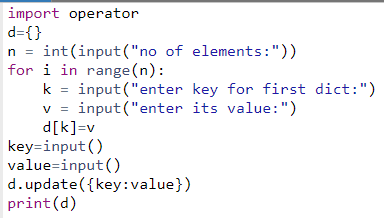 import operator
d={}
n = int(input("no of elements:"))
for i in range(n):
    k = input("enter key for first dict:")
    v = input("enter its value:")
    d[k]=v
key=input()
value=input()
d.update({key:value})
print(d)